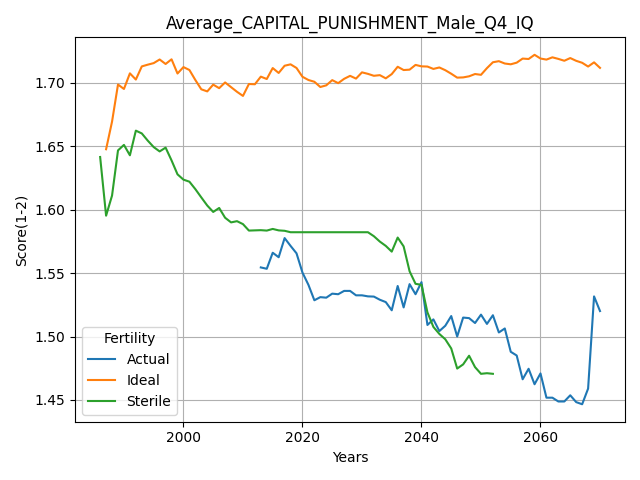 Average_CAPITAL_PUNISHMENT_Male_Q4_IQ
Score(1-2)
1.70
1.65
1.60
1.55
1.50
1.45
Fertility
Actual
Ideal
Sterile
2000
2020
2040
2060
Years